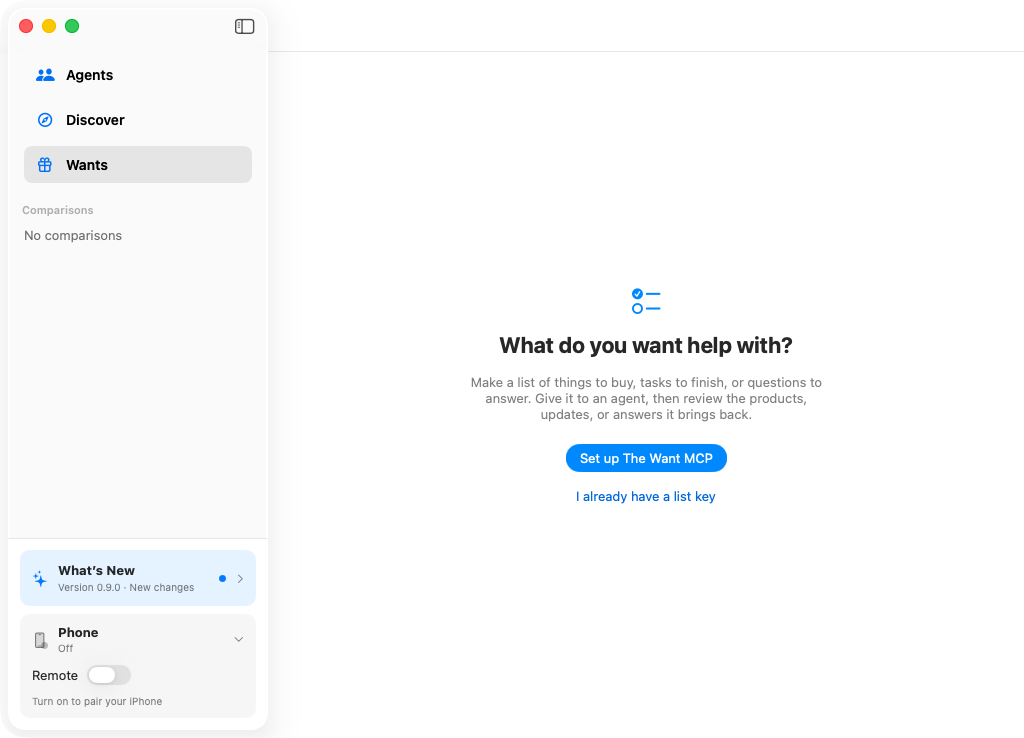 Agents
Discover
Wants
Comparisons
No comparisons
What do you want help with?
Make a list of things to buy, tasks to finish, or questions to
answer. Give it to an agent, then review the products,
updates, or answers it brings back.
Set up The Want MCP
I already have a list key
What's New
Version 0.9.0 · New changes
Phone
Off
Remote
Turn on to pair your iPhone